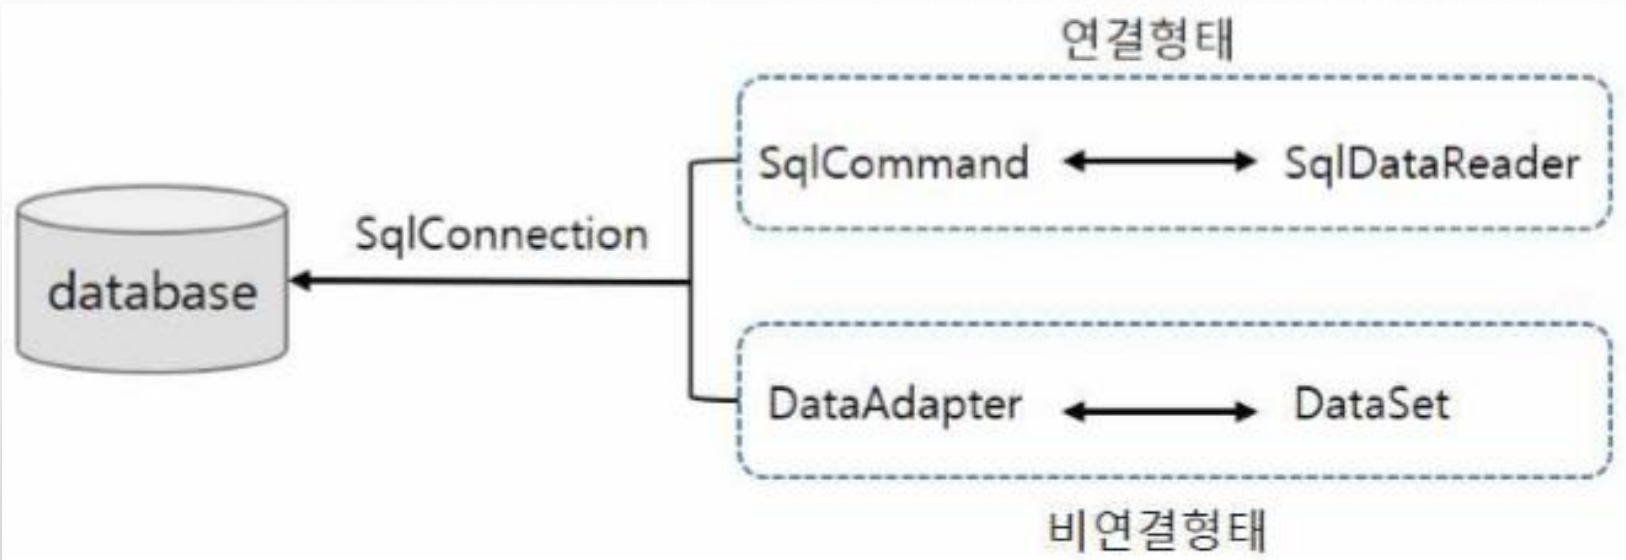 연결형태
SqlCommand
SqlDataReader
SqlConnection
database
DataAdapter
DataSet
비연결형태